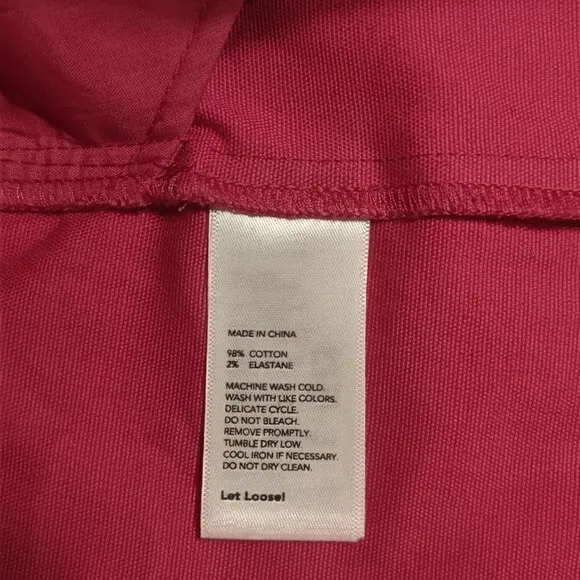 MADE IN CHINA
98% COTTON
2% ELASTANE
MACHINE WASH COLD.
WASH WITH LIKE COLORS.
DELICATE CYCLE.
DO NOT BLEACH.
REMOVE PROMPTLY.
TUMBLE DRY LOW.
COOL IRON IF NECESSARY.
DO NOT DRY CLEAN.
Let Loose!